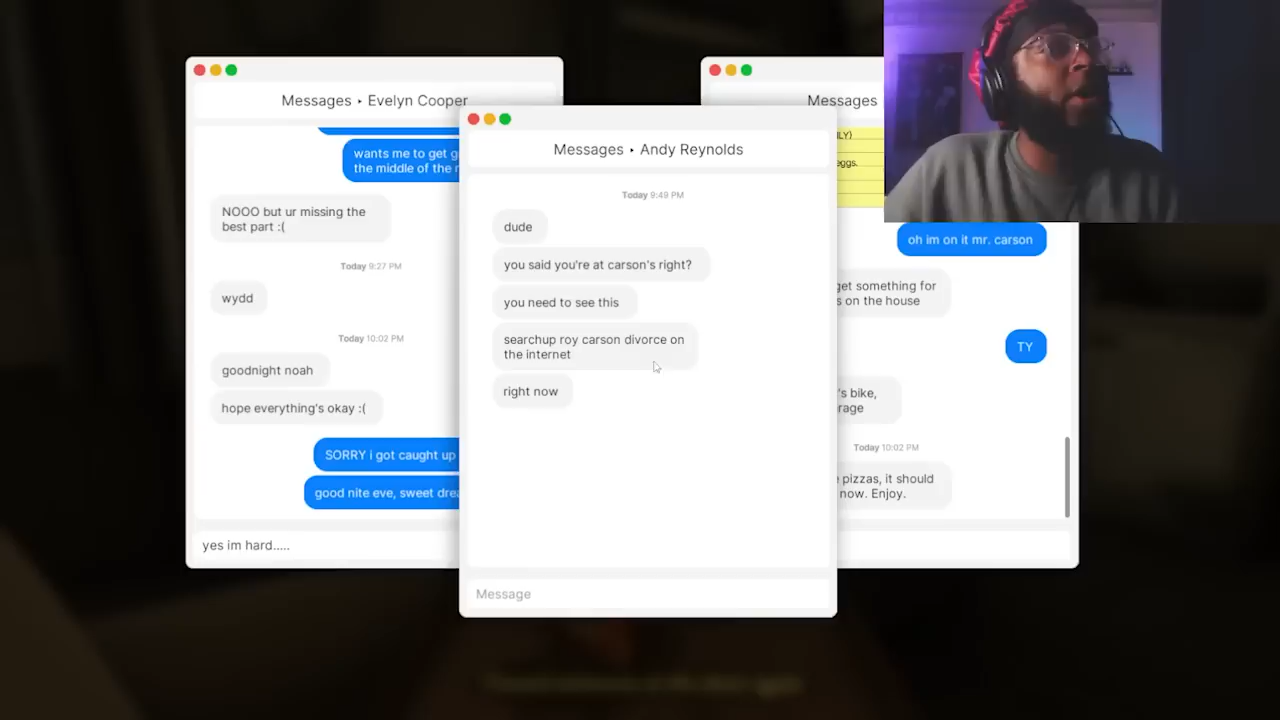 Messages ‣ Evelyn Cooper
wants me to get g
the middle of the
NOOO but ur missing the
best part :(
Today 9:27 PM
wydd
Today 10:02 PM
goodnight noah
hope everything's okay :(
SORRY i got caught up
good nite eve, sweet drea
yes im hard.....
Messages ‣ Andy Reynolds
Today 9:49 PM
dude
you said you're at carson's right?
you need to see this
searchup roy carson divorce on
the internet
right now
Message
Messages
ILY)
eggs.
oh im on it mr. carson
get something for
s on the house
TY
's bike,
rage
Today 10:02 PM
pizzas, it should
now. Enjoy.